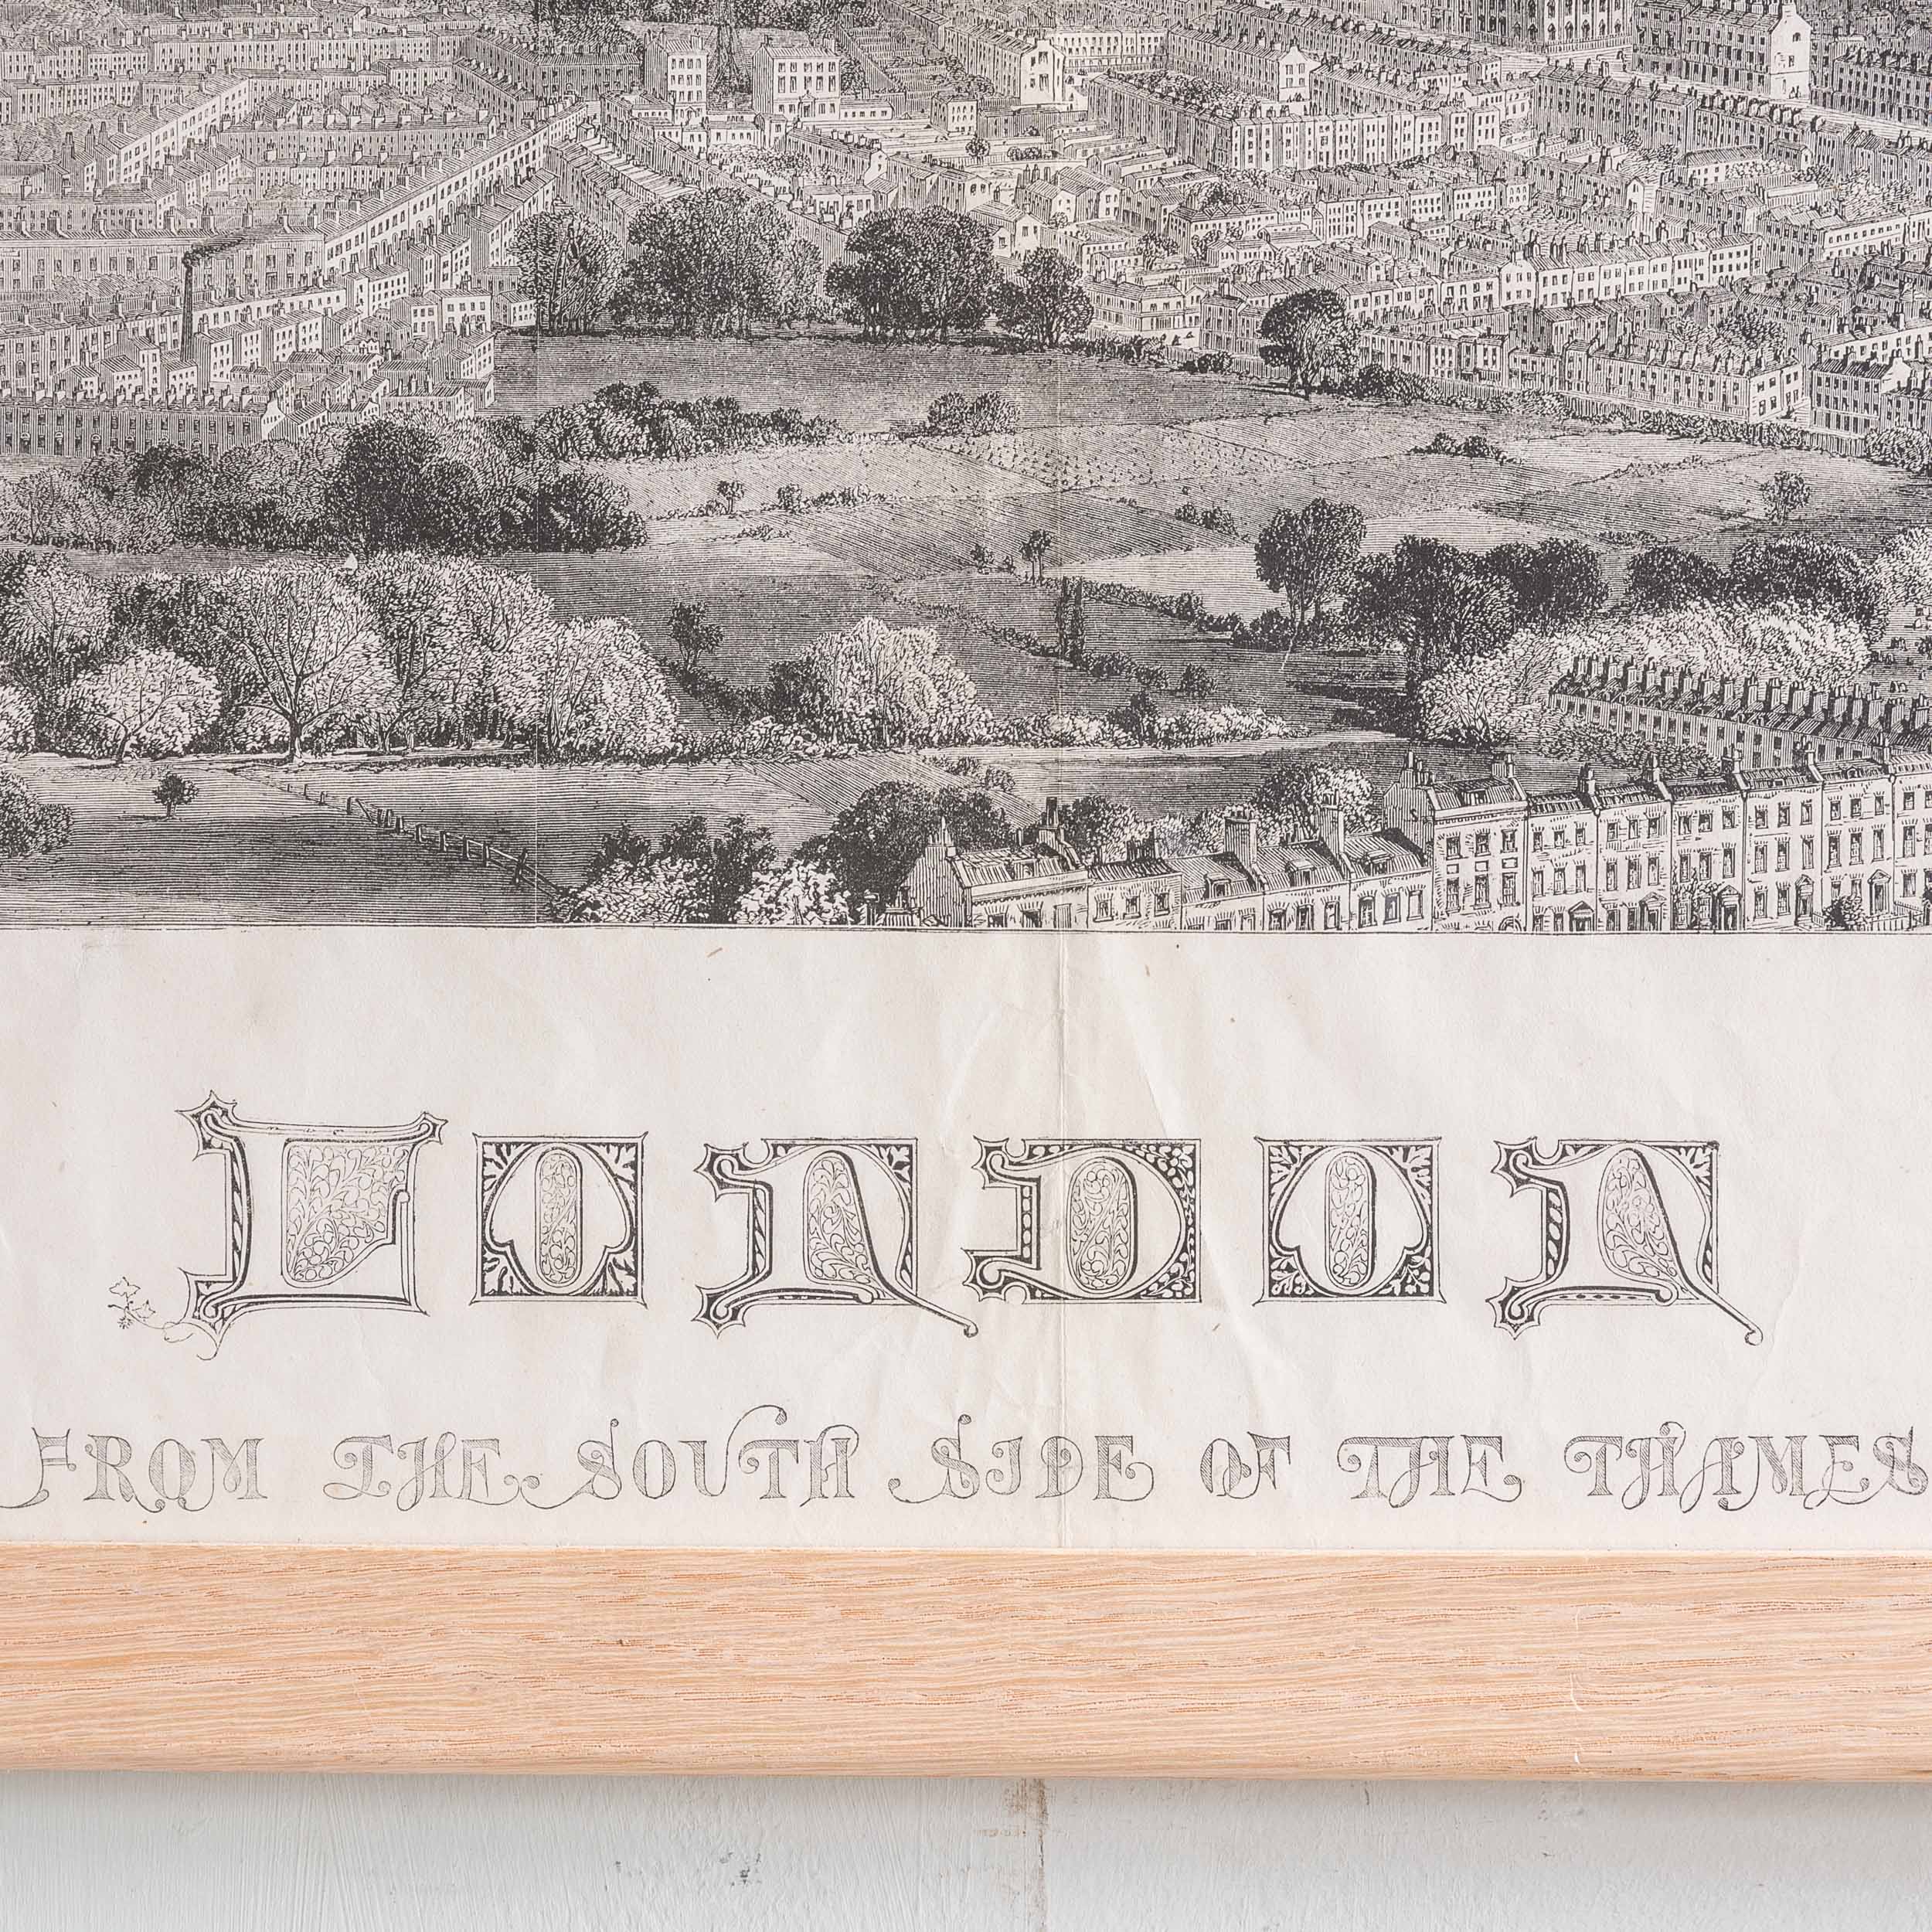 LONDON
FROM THE SOUTH SIDE OF THE THAMES